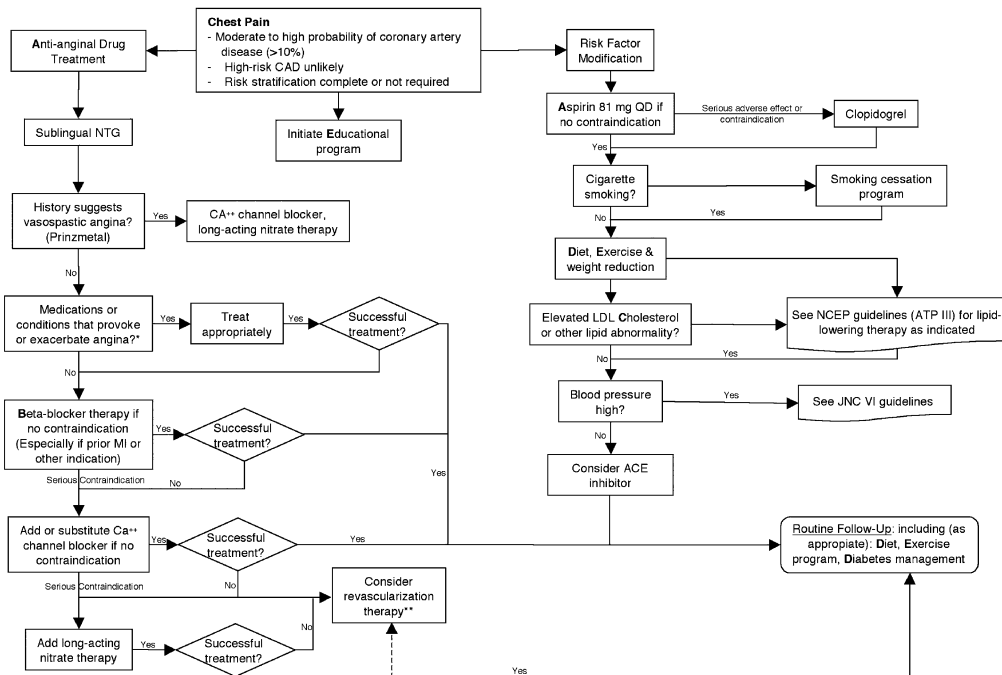 Chest Pain
- Moderate to high probability of coronary artery
disease (>10%)
- High-risk CAD unlikely
- Risk stratification complete or not required
Anti-anginal Drug
Treatment
Sublingual NTG
History suggests
vasospastic angina?
(Prinzmetal)
Yes
CA++ channel blocker,
long-acting nitrate therapy
No
Medications or
conditions that provoke
or exacerbate angina?*
Yes
Treat
appropriately
Yes
Successful
treatment?
No
Beta-blocker therapy if
no contraindication
(Especially if prior MI or
other indication)
Yes
Successful
treatment?
Serious Contraindication
No
Yes
Add or substitute Ca++
channel blocker if no
contraindication
Yes
Successful
treatment?
Yes
Serious Contraindication
No
Consider
revascularization
therapy**
Add long-acting
nitrate therapy
Yes
Successful
treatment?
No
Yes
Initiate Educational
program
Risk Factor
Modification
Aspirin 81 mg QD if
no contraindication
Serious adverse effect or
contraindication
Clopidogrel
Yes
Cigarette
smoking?
Smoking cessation
program
No
Yes
Diet, Exercise &
weight reduction
Elevated LDL Cholesterol
or other lipid abnormality?
See NCEP guidelines (ATP III) for lipid-
lowering therapy as indicated
No
Yes
Blood pressure
high?
Yes
See JNC VI guidelines
No
Consider ACE
inhibitor
Routine Follow-Up: including (as
appropiate): Diet, Exercise
program, Diabetes management